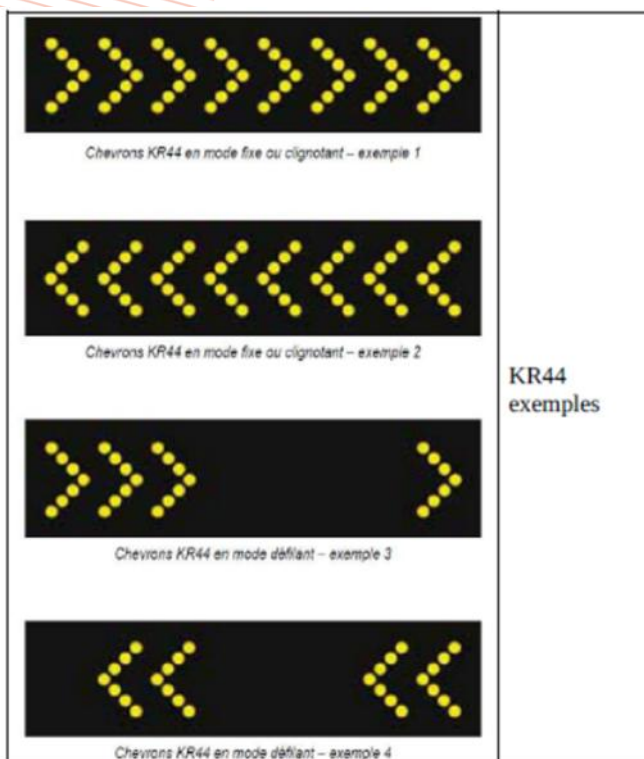 Chevrons KR44 en mode fixe ou clignotant – exemple 1
Chevrons KR44 en mode fixe ou clignotant – exemple 2
KR44
exemples
Chevrons KR44 en mode défilant – exemple 3
Chevrons KR44 en mode défilant – exemple 4